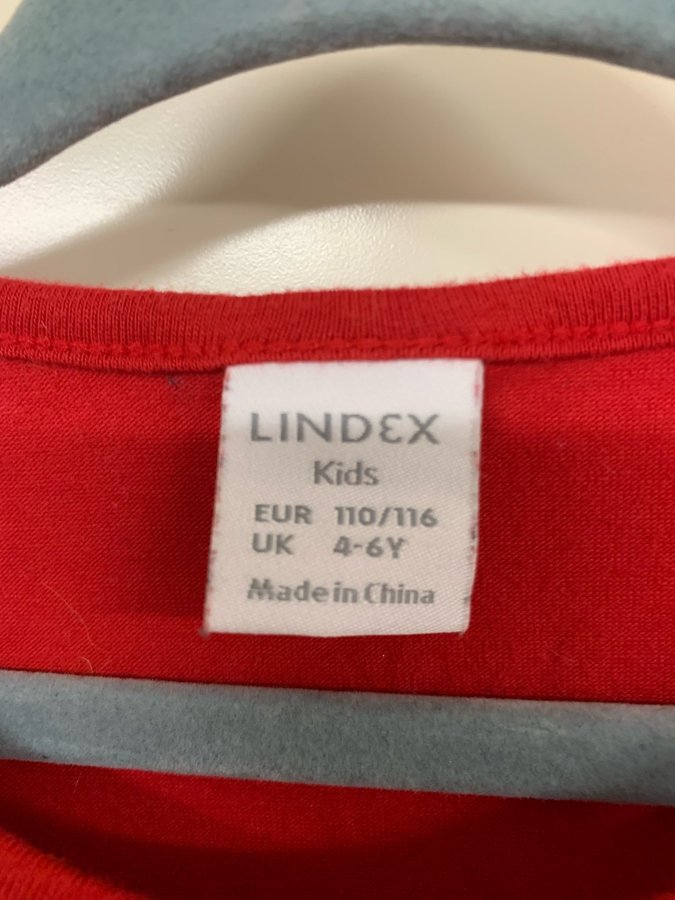 LINDEX
Kids
EUR 110/116
UK 4-6Y
Made in China